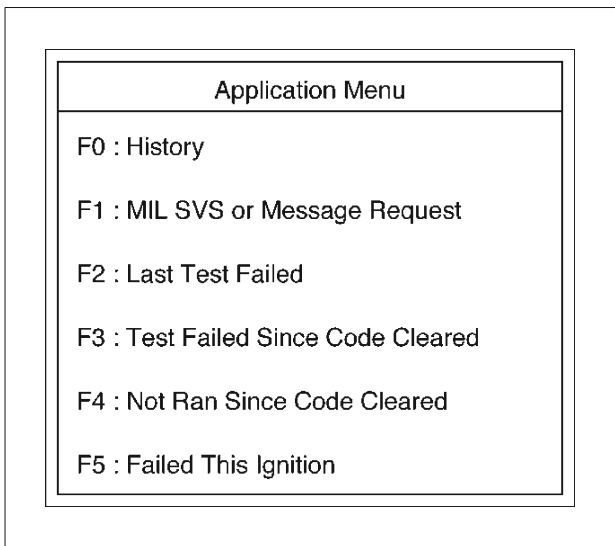 Application Menu
F0 : History
F1 : MIL SVS or Message Request
F2 : Last Test Failed
F3 : Test Failed Since Code Cleared
F4 : Not Ran Since Code Cleared
F5 : Failed This Ignition